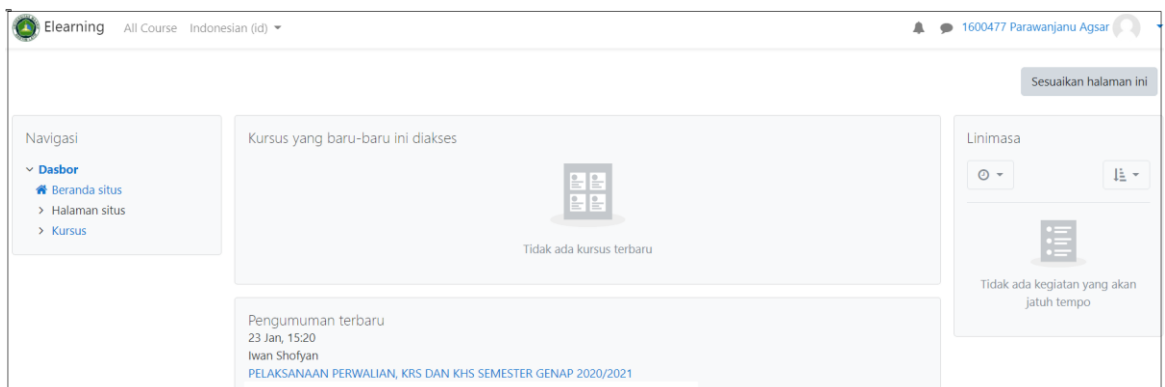 Elearning All Course Indonesian (id) 1600477 Parawanjanu Agsar
Sesuaikan halaman ini
Navigasi
Dasbor
Beranda situs
Halaman situs
Kursus
Kursus yang baru-baru ini diakses
Tidak ada kursus terbaru
Pengumuman terbaru
23 Jan, 15:20
Iwan Shofyan
PELAKSANAAN PERWALIAN, KRS DAN KHS SEMESTER GENAP 2020/2021
Linimasa
Tidak ada kegiatan yang akan
jatuh tempo